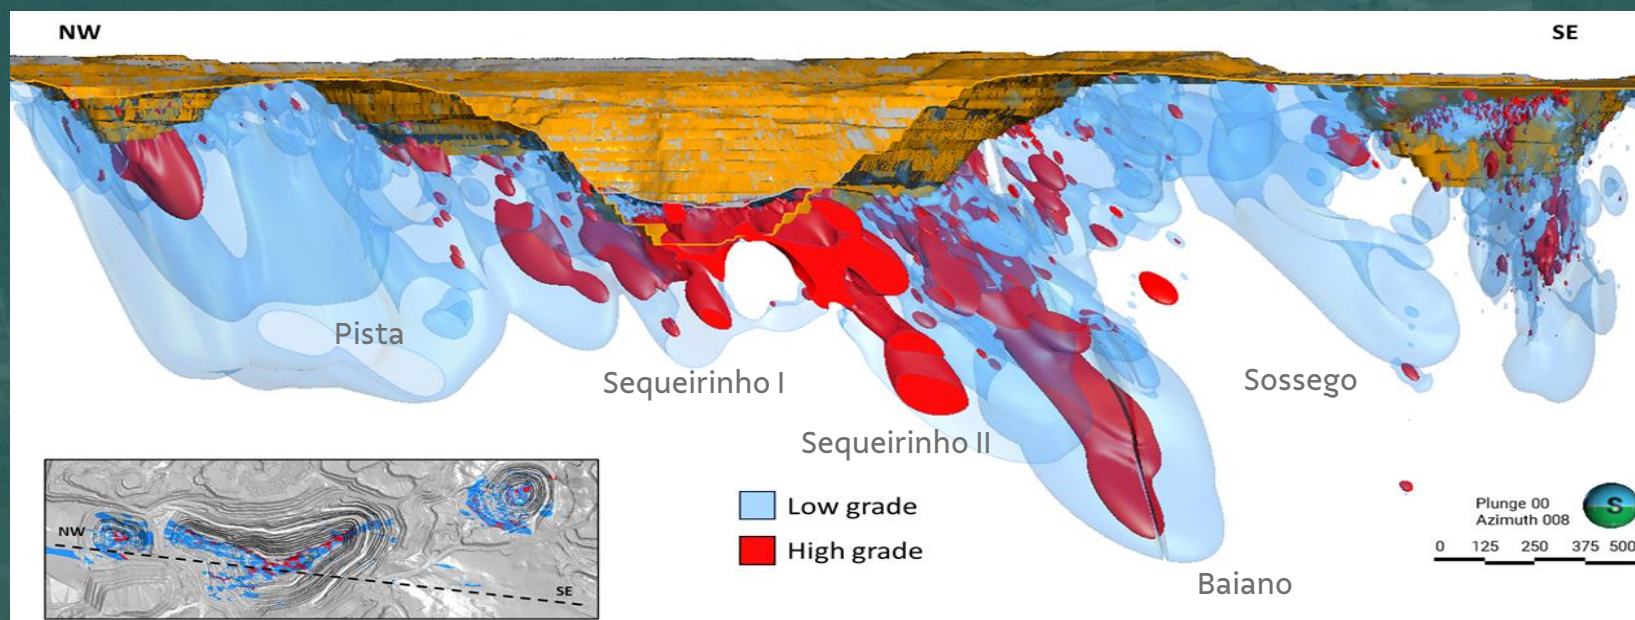 NW
SE
Pista
Sequeirinho I
Sossego
Sequeirinho II
Low grade
High grade
Baiano
Plunge 00
Azimuth 008
S
0 125 250 375 500
NW
SE